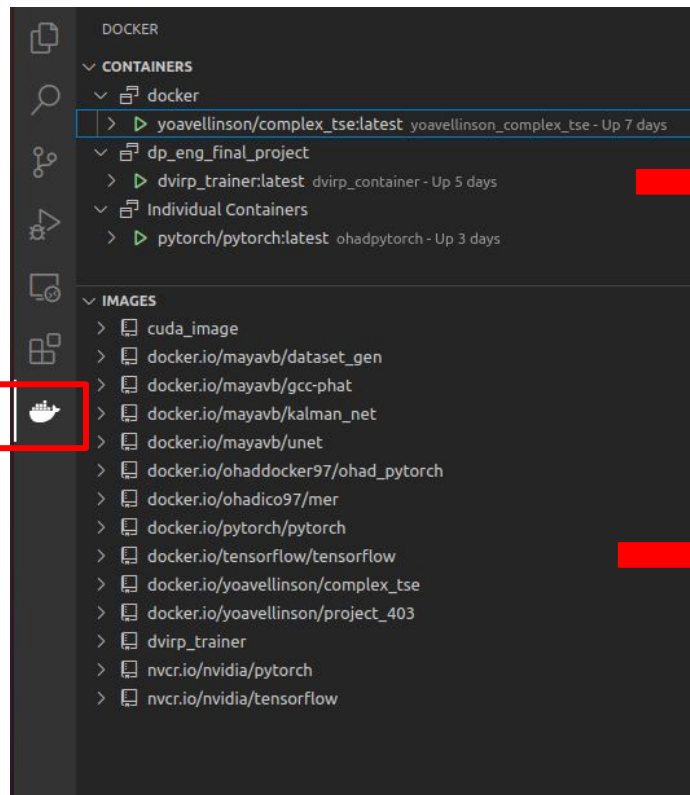 DOCKER
CONTAINERS
docker
yoavellinson/complex_tse:latest yoavellinson_complex_tse - Up 7 days
dp_eng_final_project
dvirp_trainer:latest dvirp_container - Up 5 days
Individual Containers
pytorch/pytorch:latest ohadpytorch - Up 3 days
IMAGES
cuda_image
docker.io/mayavb/dataset_gen
docker.io/mayavb/gcc-phat
docker.io/mayavb/kalman_net
docker.io/mayavb/unet
docker.io/ohaddocker97/ohad_pytorch
docker.io/ohadico97/mer
docker.io/pytorch/pytorch
docker.io/tensorflow/tensorflow
docker.io/yoavellinson/complex_tse
docker.io/yoavellinson/project_403
dvirp_trainer
nvcr.io/nvidia/pytorch
nvcr.io/nvidia/tensorflow